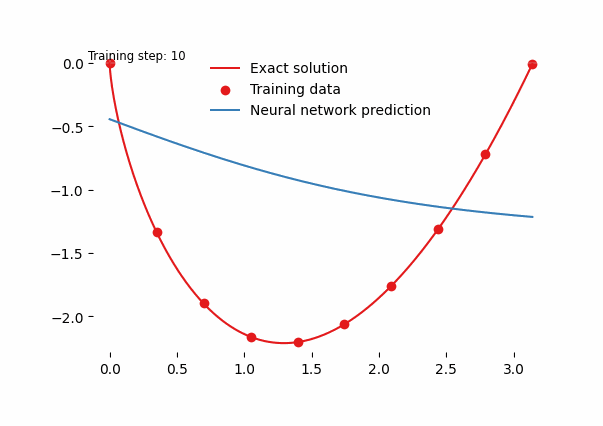 Training step: 10
Exact solution
Training data
Neural network prediction
0.0
−0.5
−1.0
−1.5
−2.0
0.0 0.5 1.0 1.5 2.0 2.5 3.0